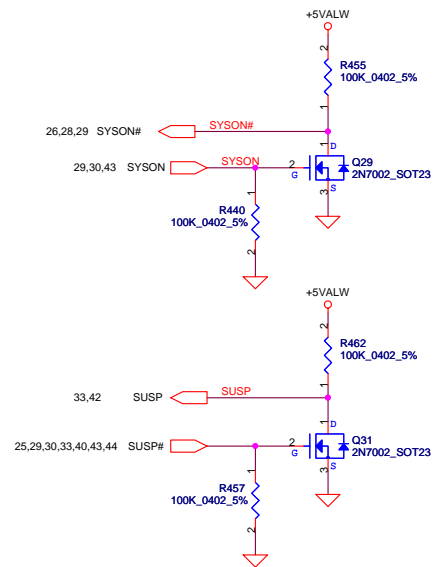 +5VALW
2
R455
100K_0402_5%
1
26,28,29 SYSON# SYSON#
1 D
Q29
29,30,43 SYSON SYSON 2 G
2N7002_SOT23
3 S
1
R440
100K_0402_5%
2
+5VALW
2
R462
100K_0402_5%
1
33,42 SUSP SUSP
1 D
Q31
25,29,30,33,40,43,44 SUSP# 2 G
2N7002_SOT23
3 S
1
R457
100K_0402_5%
2